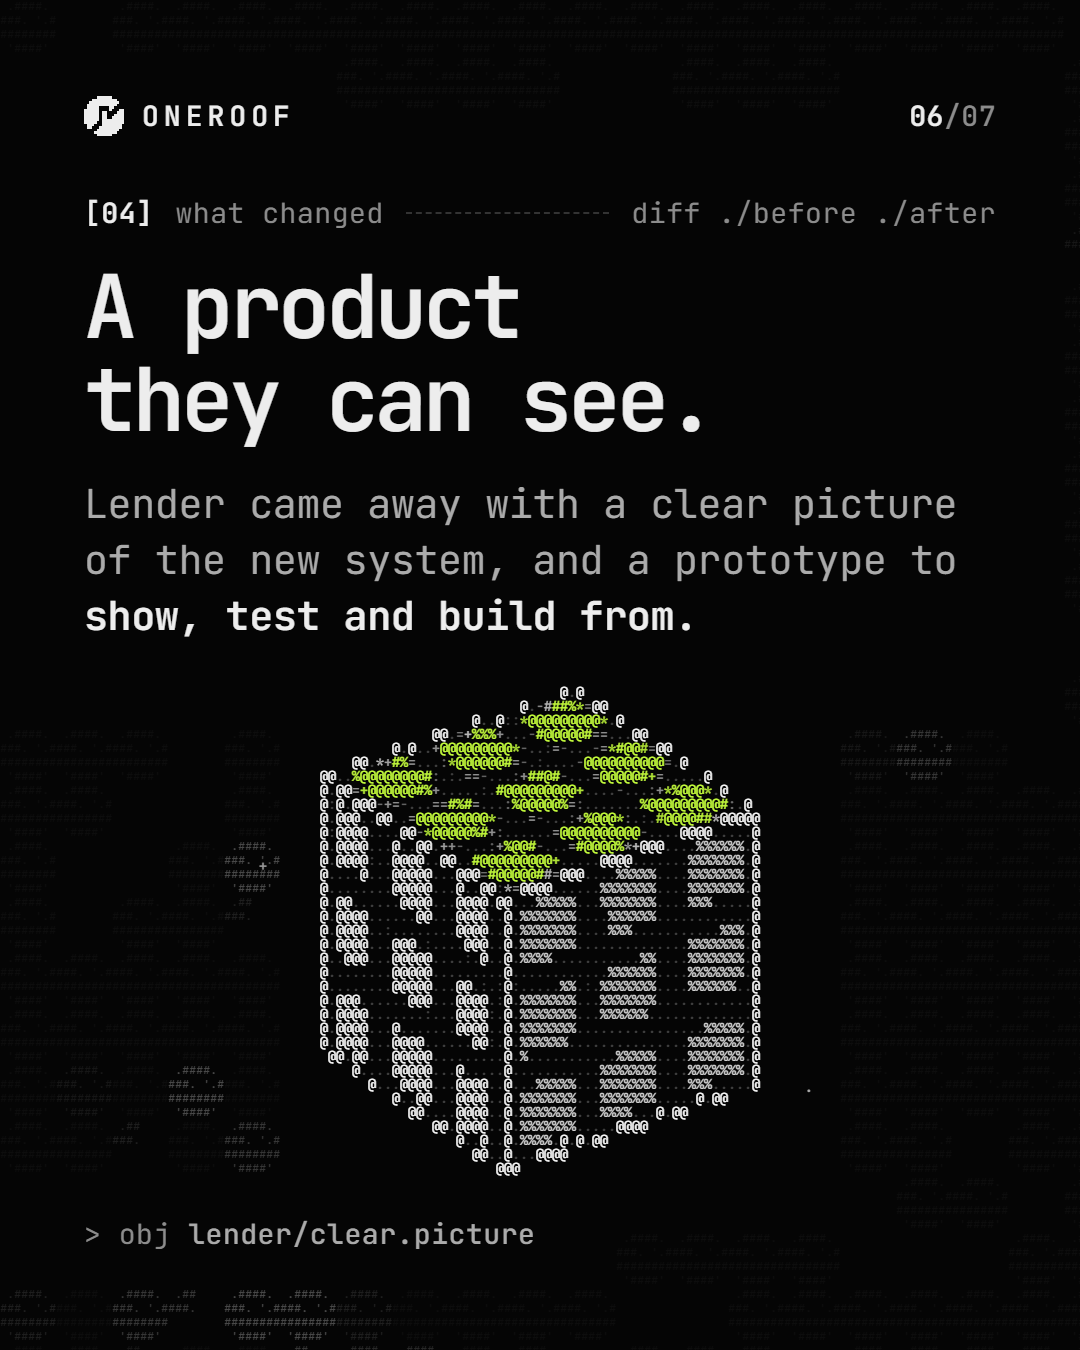 ONEROOF
06/07
[04] what changed
diff ./before ./after
A product
they can see.
Lender came away with a clear picture
of the new system, and a prototype to
show, test and build from.
> obj lender/clear.picture